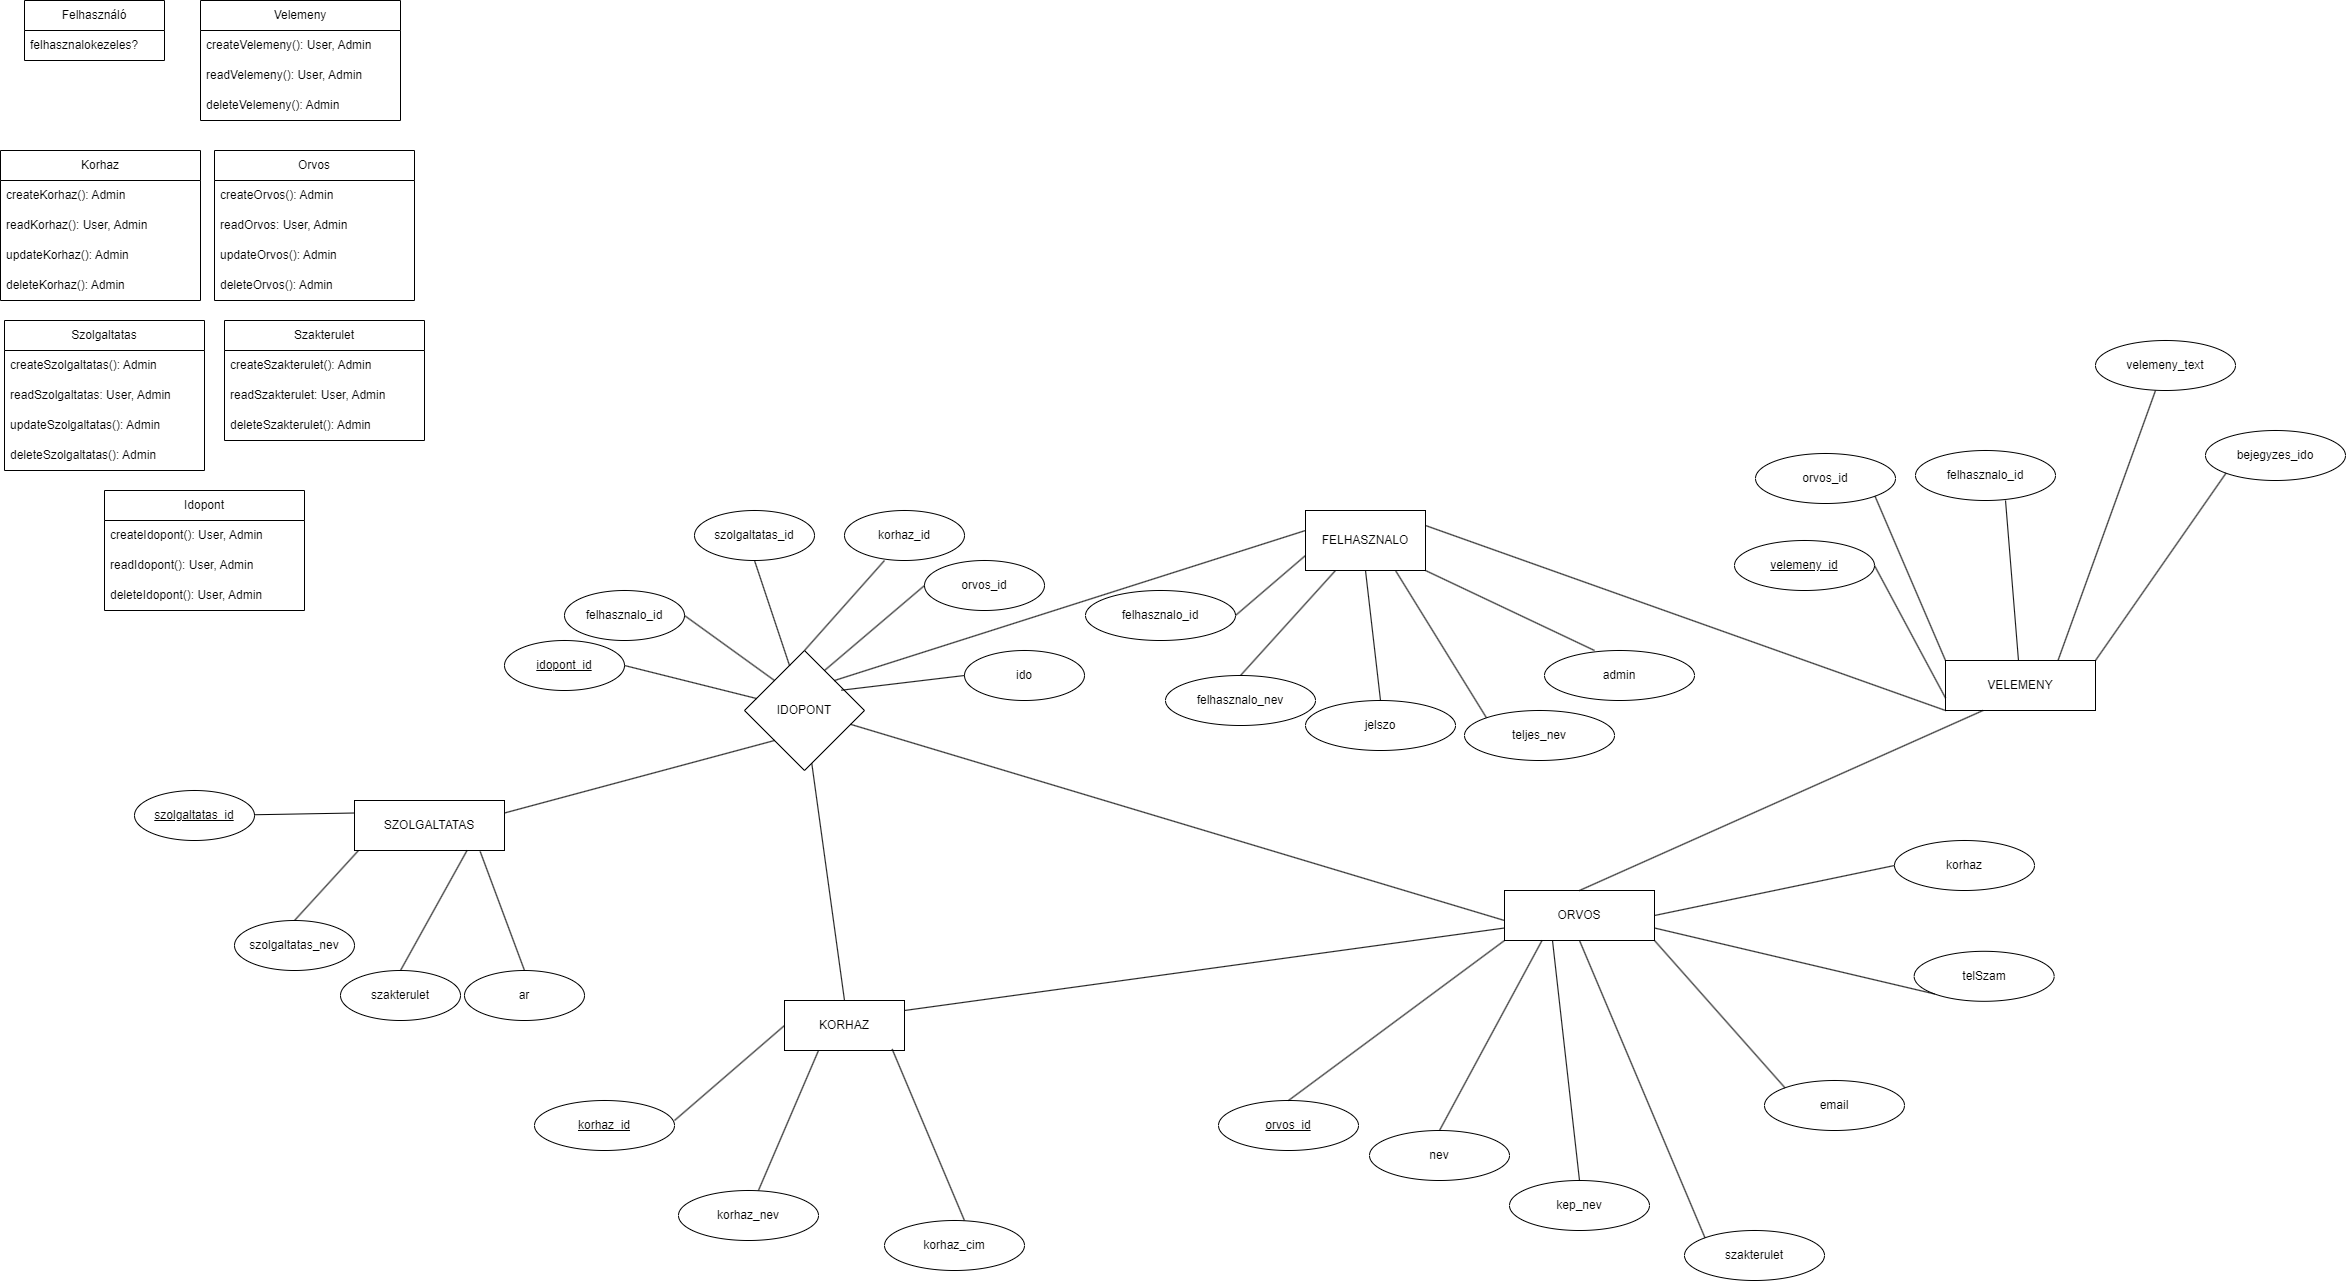 Felhasználó
felhasznalokezeles?
Velemeny
createVelemeny(): User, Admin
readVelemeny(): User, Admin
deleteVelemeny(): Admin
Korhaz
createKorhaz(): Admin
readKorhaz(): User, Admin
updateKorhaz(): Admin
deleteKorhaz(): Admin
Orvos
createOrvos(): Admin
readOrvos: User, Admin
updateOrvos(): Admin
deleteOrvos(): Admin
Szolgaltatas
createSzolgaltatas(): Admin
readSzolgaltatas: User, Admin
updateSzolgaltatas(): Admin
deleteSzolgaltatas(): Admin
Szakterulet
createSzakterulet(): Admin
readSzakterulet: User, Admin
deleteSzakterulet(): Admin
Idopont
createIdopont(): User, Admin
readIdopont(): User, Admin
deleteIdopont(): User, Admin
szolgaltatas_id
korhaz_id
orvos_id
felhasznalo_id
idopont_id
ido
IDOPONT
FELHASZNALO
felhasznalo_id
felhasznalo_nev
jelszo
teljes_nev
admin
velemeny_text
bejegyzes_ido
orvos_id
felhasznalo_id
velemeny_id
VELEMENY
szolgaltatas_id
SZOLGALTATAS
szolgaltatas_nev
szakterulet
ar
KORHAZ
korhaz_id
korhaz_nev
korhaz_cim
ORVOS
korhaz
telSzam
email
orvos_id
nev
kep_nev
szakterulet